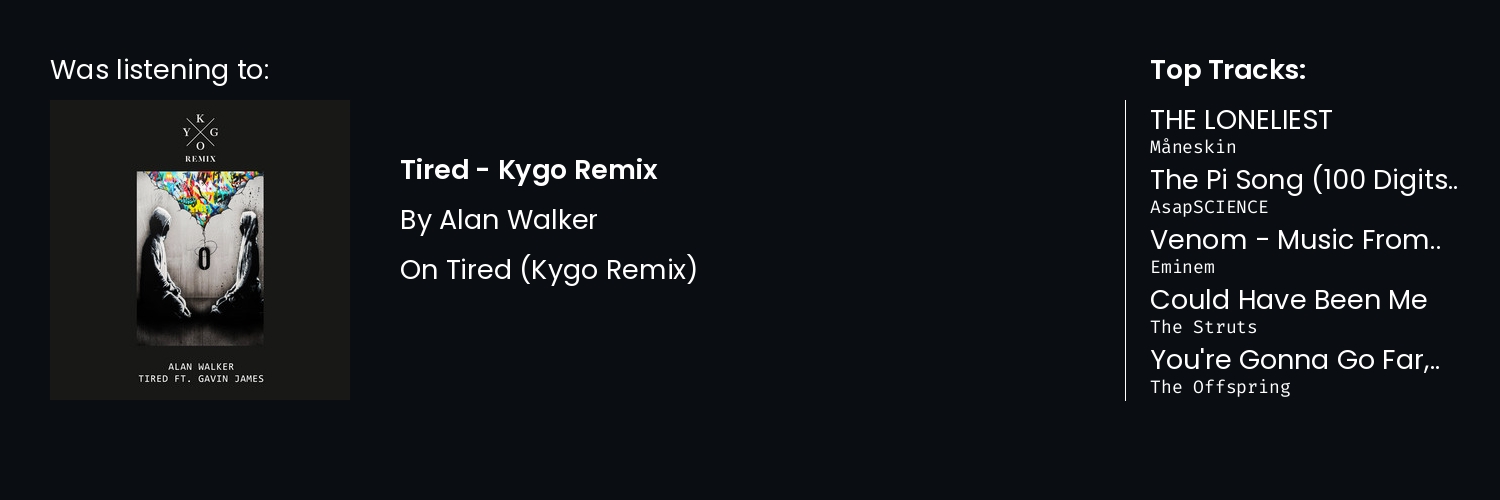 Was listening to:
K
Y G
O
REMIX
ALAN WALKER
TIRED FT. GAVIN JAMES
Tired - Kygo Remix
By Alan Walker
On Tired (Kygo Remix)
Top Tracks:
THE LONELIEST
Måneskin
The Pi Song (100 Digits..
AsapSCIENCE
Venom - Music From..
Eminem
Could Have Been Me
The Struts
You're Gonna Go Far,..
The Offspring